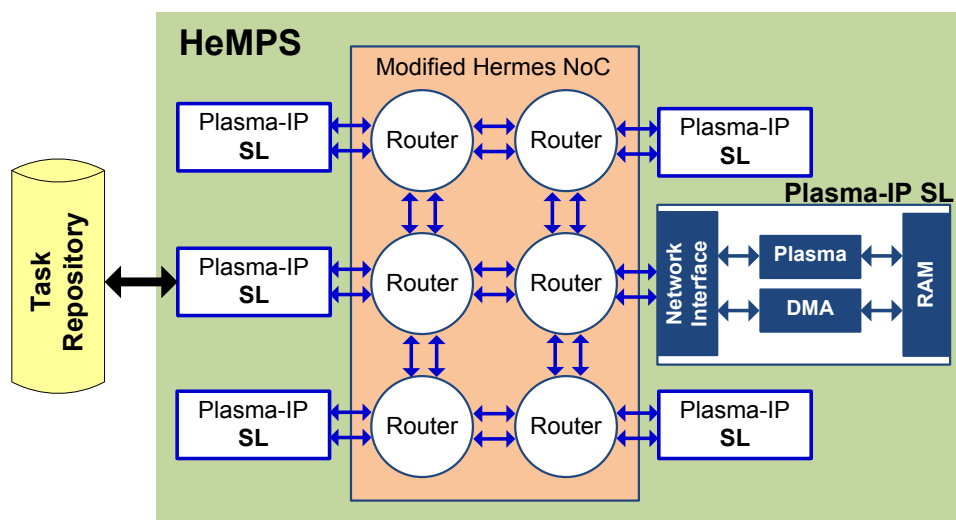 HeMPS
Modified Hermes NoC
Plasma-IP
SL
Router
Router
Plasma-IP
SL
Task
Repository
Plasma-IP
SL
Router
Router
Plasma-IP SL
Network
Interface
Plasma
DMA
RAM
Plasma-IP
SL
Router
Router
Plasma-IP
SL